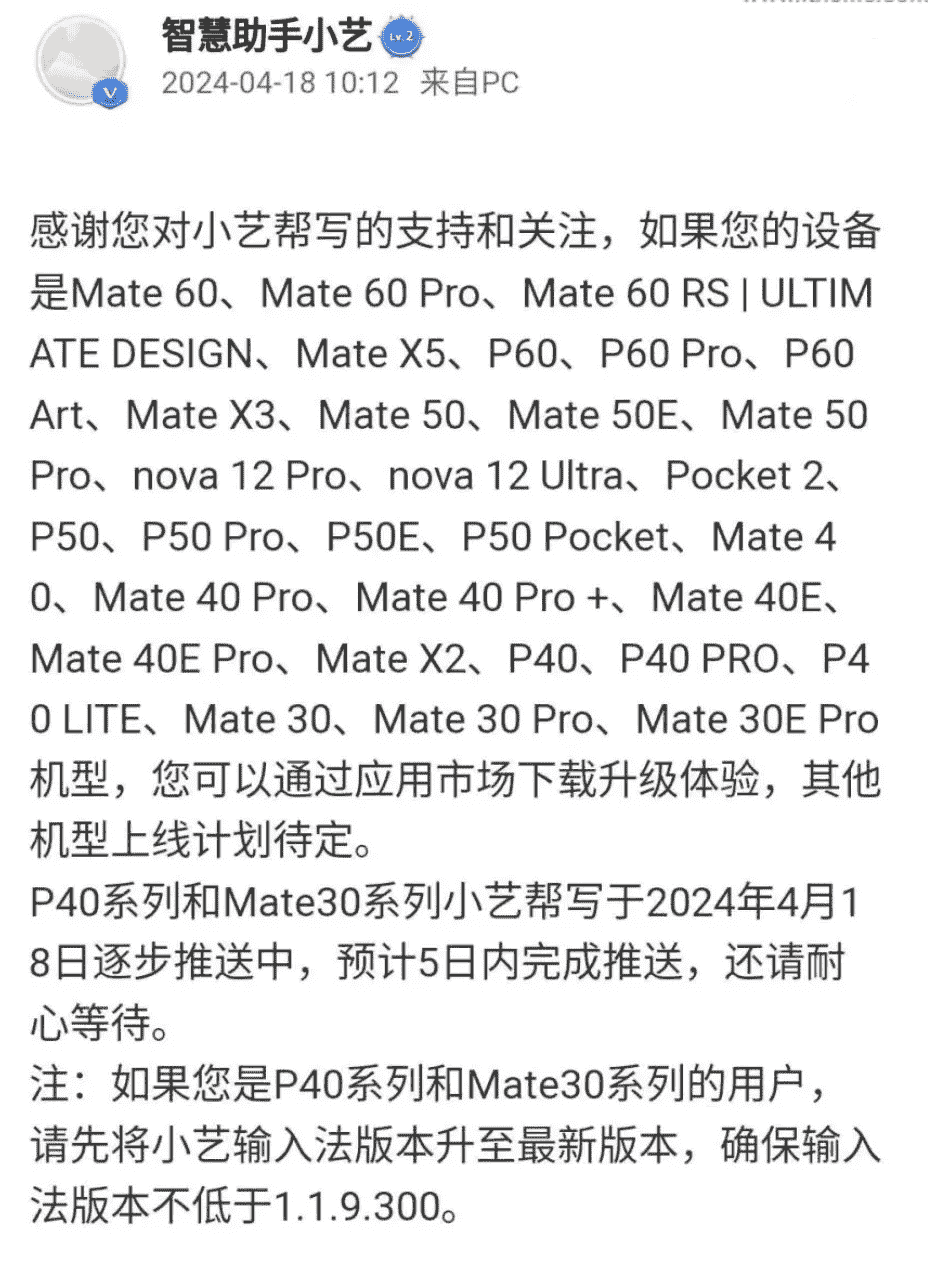 智慧助手小艺 Lv.2
V
2024-04-18 10:12 来自PC
感谢您对小艺帮写的支持和关注，如果您的设备
是Mate 60、Mate 60 Pro、Mate 60 RS | ULTIM
ATE DESIGN、Mate X5、P60、P60 Pro、P60
Art、Mate X3、Mate 50、Mate 50E、Mate 50
Pro、nova 12 Pro、nova 12 Ultra、Pocket 2、
P50、P50 Pro、P50E、P50 Pocket、Mate 4
0、Mate 40 Pro、Mate 40 Pro +、Mate 40E、
Mate 40E Pro、Mate X2、P40、P40 PRO、P4
0 LITE、Mate 30、Mate 30 Pro、Mate 30E Pro
机型，您可以通过应用市场下载升级体验，其他
机型上线计划待定。
P40系列和Mate30系列小艺帮写于2024年4月1
8日逐步推送中，预计5日内完成推送，还请耐
心等待。
注：如果您是P40系列和Mate30系列的用户，
请先将小艺输入法版本升至最新版本，确保输入
法版本不低于1.1.9.300。